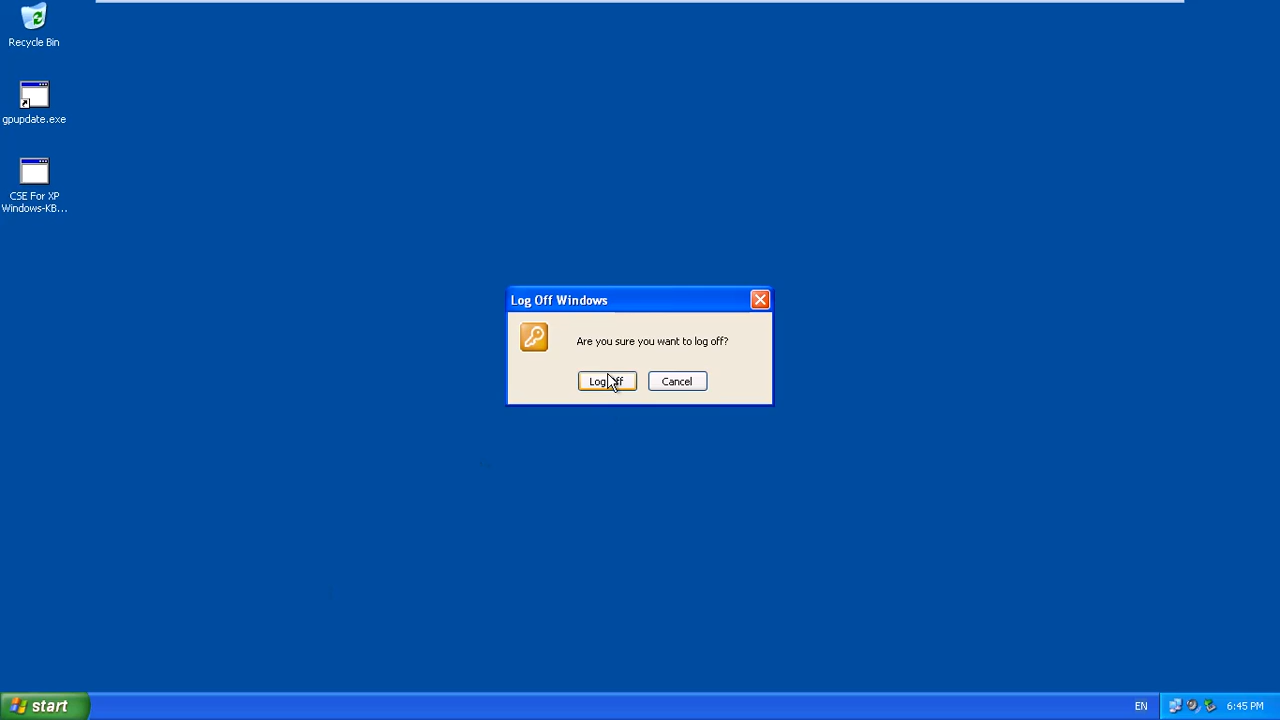 Recycle Bin
gpupdate.exe
CSE For XP
Windows-KB...
Log Off Windows
Are you sure you want to log off?
Log Off
Cancel
start
EN
6:45 PM